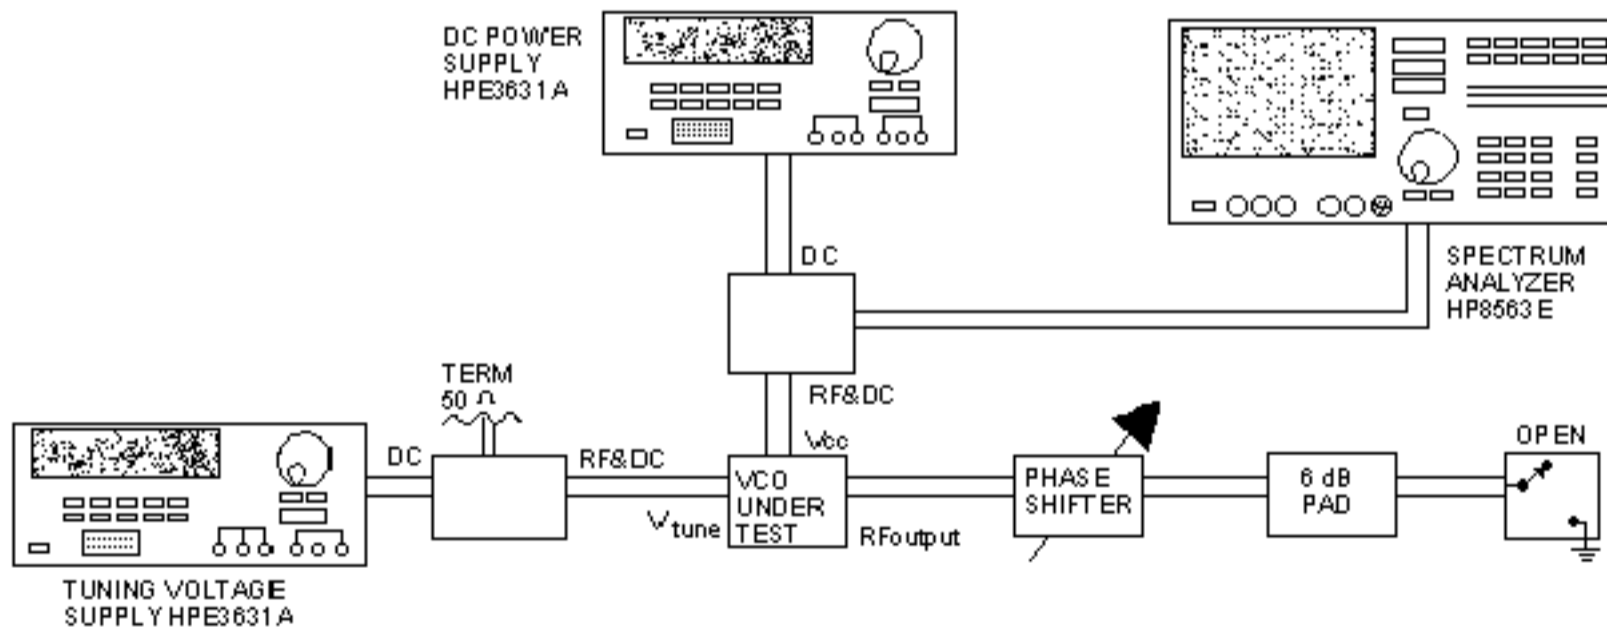 DC POWER
SUPPLY
HPE3631A
DC
SPECTRUM
ANALYZER
HP8563E
TERM
50 Ω
RF&DC
Vcc
DC
RF&DC
VCO
UNDER
TEST
Vtune
RFoutput
PHASE
SHIFTER
6 dB
PAD
OPEN
TUNING VOLTAGE
SUPPLY HPE3631A